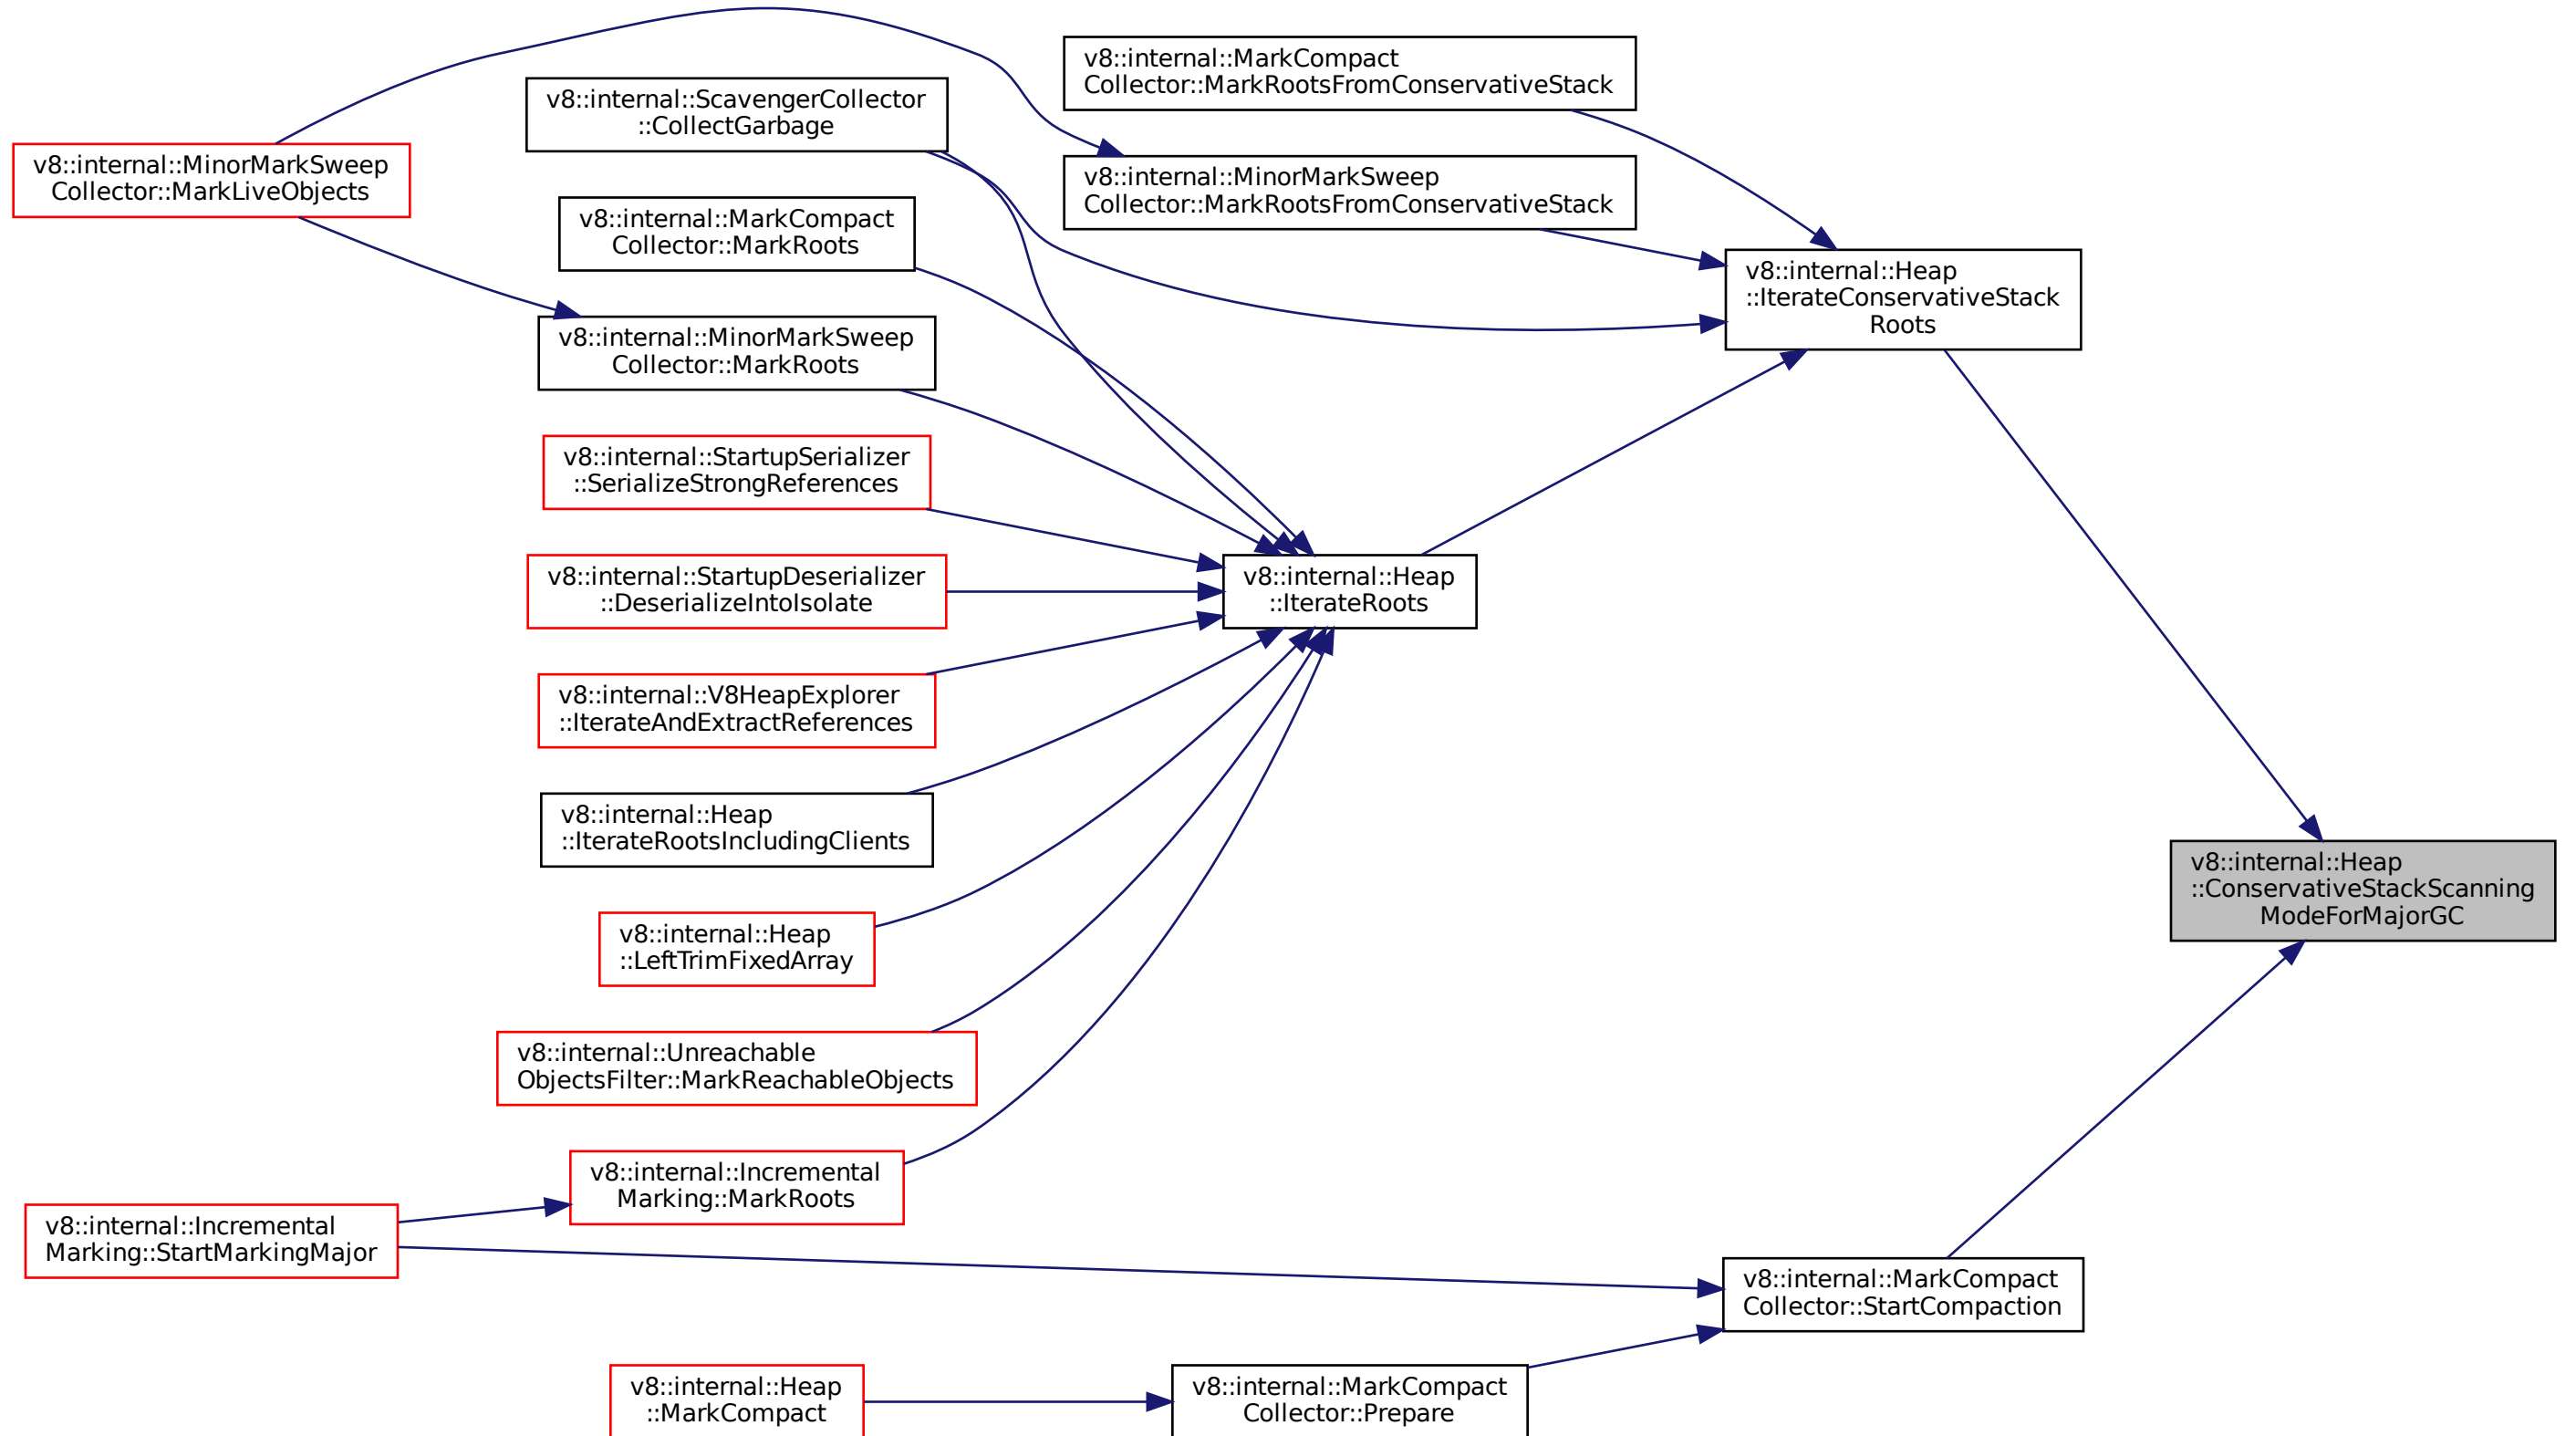 v8::internal::MarkCompact
Collector::MarkRootsFromConservativeStack
v8::internal::ScavengerCollector
::CollectGarbage
v8::internal::MinorMarkSweep
Collector::MarkLiveObjects
v8::internal::MinorMarkSweep
Collector::MarkRootsFromConservativeStack
v8::internal::MarkCompact
Collector::MarkRoots
v8::internal::Heap
::IterateConservativeStack
Roots
v8::internal::MinorMarkSweep
Collector::MarkRoots
v8::internal::StartupSerializer
::SerializeStrongReferences
v8::internal::StartupDeserializer
::DeserializeIntoIsolate
v8::internal::Heap
::IterateRoots
v8::internal::V8HeapExplorer
::IterateAndExtractReferences
v8::internal::Heap
::IterateRootsIncludingClients
v8::internal::Heap
::ConservativeStackScanning
ModeForMajorGC
v8::internal::Heap
::LeftTrimFixedArray
v8::internal::Unreachable
ObjectsFilter::MarkReachableObjects
v8::internal::Incremental
Marking::MarkRoots
v8::internal::Incremental
Marking::StartMarkingMajor
v8::internal::MarkCompact
Collector::StartCompaction
v8::internal::Heap
::MarkCompact
v8::internal::MarkCompact
Collector::Prepare